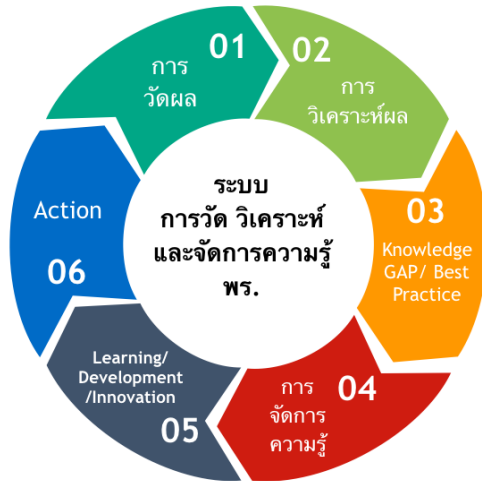 01
การ
วัดผล
02
การ
วิเคราะห์ผล
03
Knowledge
GAP/ Best
Practice
04
การ
จัดการ
ความรู้
Learning/
Development
/Innovation
05
Action
06
ระบบ
การวัด วิเคราะห์
และจัดการความรู้
พร.